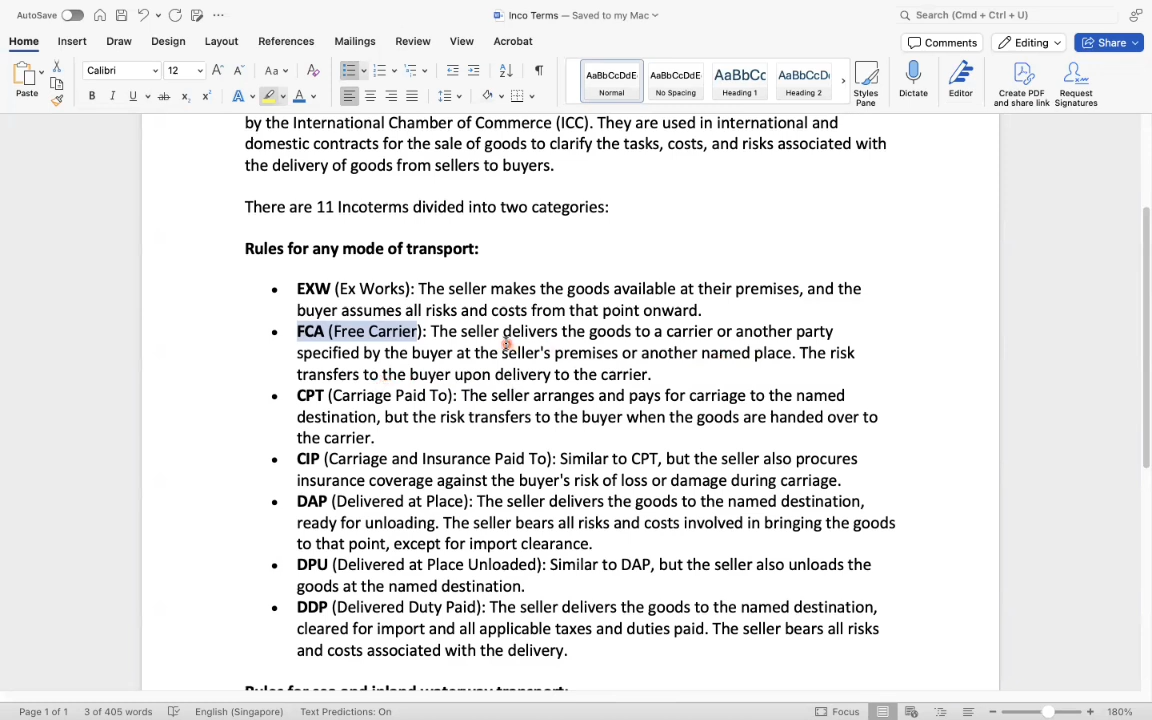 AutoSave
Inco Terms — Saved to my Mac
Search (Cmd + Ctrl + U)
Home Insert Draw Design Layout References Mailings Review View Acrobat Comments Editing Share
Paste
Calibri 12 Aa
B I U ab x₂ x² A A
AaBbCcDdE Normal
AaBbCcDdE No Spacing
AaBbCc Heading 1
AaBbCcD Heading 2
Styles Pane
Dictate
Editor
Create PDF and share link
Request Signatures
by the International Chamber of Commerce (ICC). They are used in international and
domestic contracts for the sale of goods to clarify the tasks, costs, and risks associated with
the delivery of goods from sellers to buyers.
There are 11 Incoterms divided into two categories:
Rules for any mode of transport:
• EXW (Ex Works): The seller makes the goods available at their premises, and the
buyer assumes all risks and costs from that point onward.
• FCA (Free Carrier): The seller delivers the goods to a carrier or another party
specified by the buyer at the seller's premises or another named place. The risk
transfers to the buyer upon delivery to the carrier.
• CPT (Carriage Paid To): The seller arranges and pays for carriage to the named
destination, but the risk transfers to the buyer when the goods are handed over to
the carrier.
• CIP (Carriage and Insurance Paid To): Similar to CPT, but the seller also procures
insurance coverage against the buyer's risk of loss or damage during carriage.
• DAP (Delivered at Place): The seller delivers the goods to the named destination,
ready for unloading. The seller bears all risks and costs involved in bringing the goods
to that point, except for import clearance.
• DPU (Delivered at Place Unloaded): Similar to DAP, but the seller also unloads the
goods at the named destination.
• DDP (Delivered Duty Paid): The seller delivers the goods to the named destination,
cleared for import and all applicable taxes and duties paid. The seller bears all risks
and costs associated with the delivery.
Rules for sea and inland waterway transport:
Page 1 of 1 3 of 405 words English (Singapore) Text Predictions: On Focus 180%